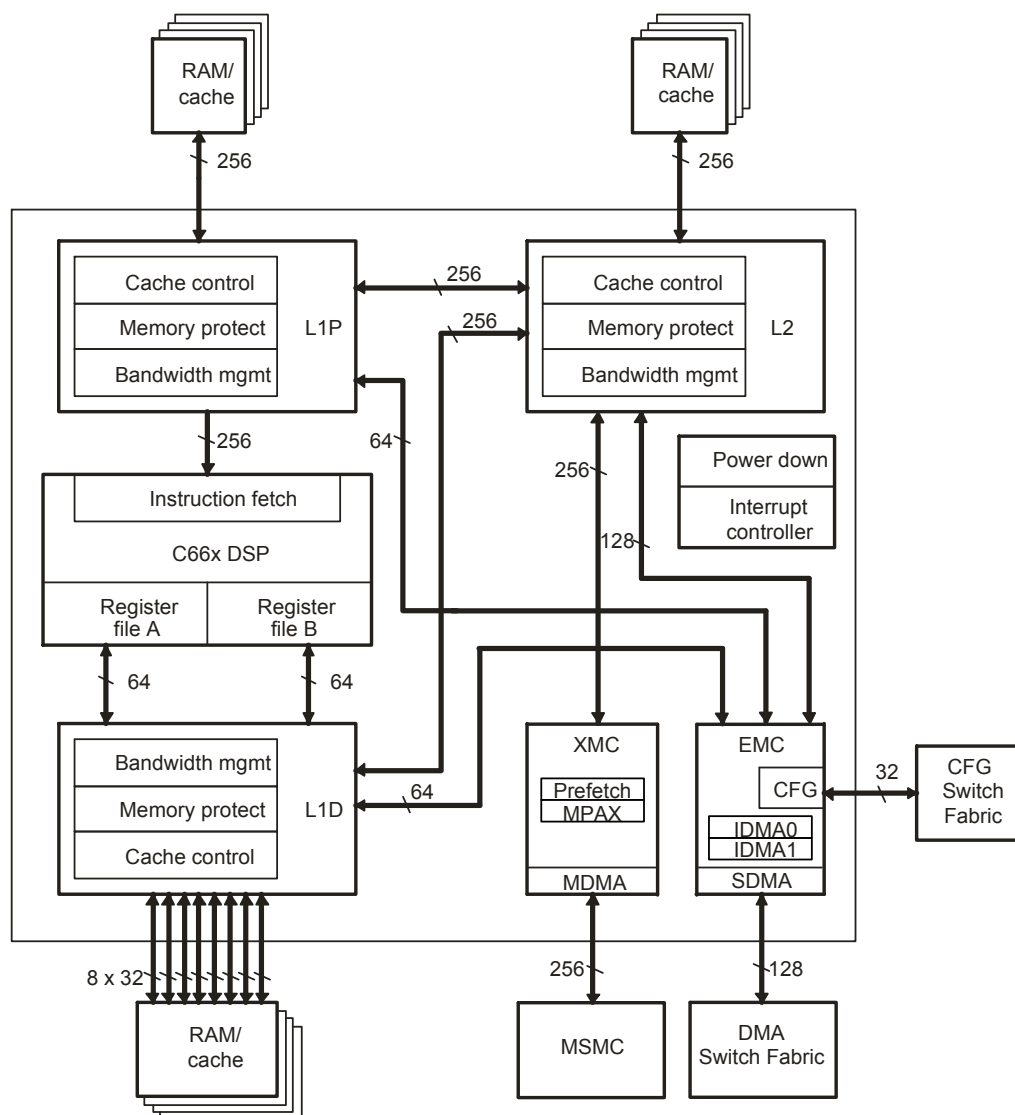 RAM/
cache
RAM/
cache
256
256
Cache control
Memory protect
Bandwidth mgmt
L1P
256
256
Cache control
Memory protect
Bandwidth mgmt
L2
256
64
256
128
Power down
Interrupt
controller
Instruction fetch
C66x DSP
Register
file A
Register
file B
64
64
Bandwidth mgmt
Memory protect
Cache control
L1D
64
XMC
Prefetch
MPAX
MDMA
EMC
CFG
IDMA0
IDMA1
SDMA
32
CFG
Switch
Fabric
8 x 32
256
128
RAM/
cache
MSMC
DMA
Switch Fabric